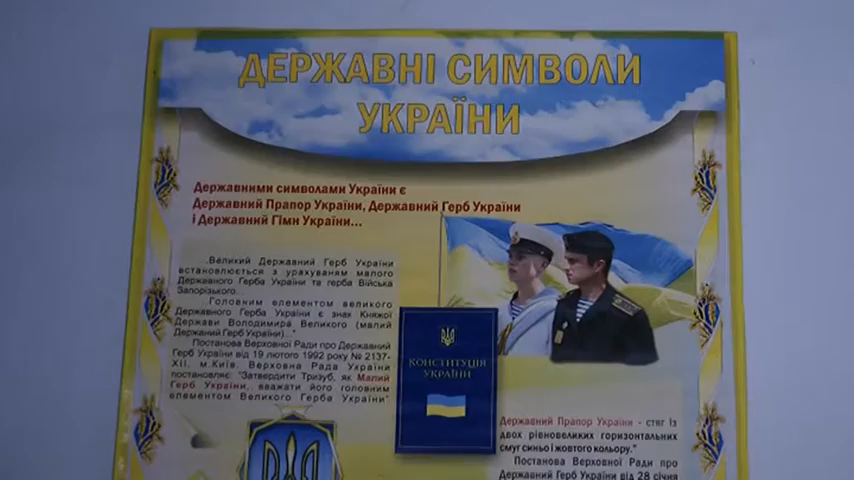 ДЕРЖАВНІ СИМВОЛИ
УКРАЇНИ
Державними символами України є
Державний Прапор України, Державний Герб України
і Державний Гімн України...
..Великий Державний Герб України
встановлюється з урахуванням малого
Державного Герба України та герба Війська
Запорізького...
...Головним елементом великого
Державного Герба України є знак Княжої
Держави Володимира Великого (малий
Державний Герб України)..."
Постанова Верховної Ради про Державний
Герб України від 19 лютого 1992 року № 2137-
XII, м.Київ. Верховна Рада України
постановляє: "Затвердити Тризуб, як Малий
Герб України, вважати його головним
елементом Великого Герба України"
КОНСТИТУЦІЯ
УКРАЇНИ
Державний Прапор України - стяг із
двох рівновеликих горизонтальних
смуг синьо і жовтого кольору."
Постанова Верховної Ради про
Державний Герб України від 28 січня